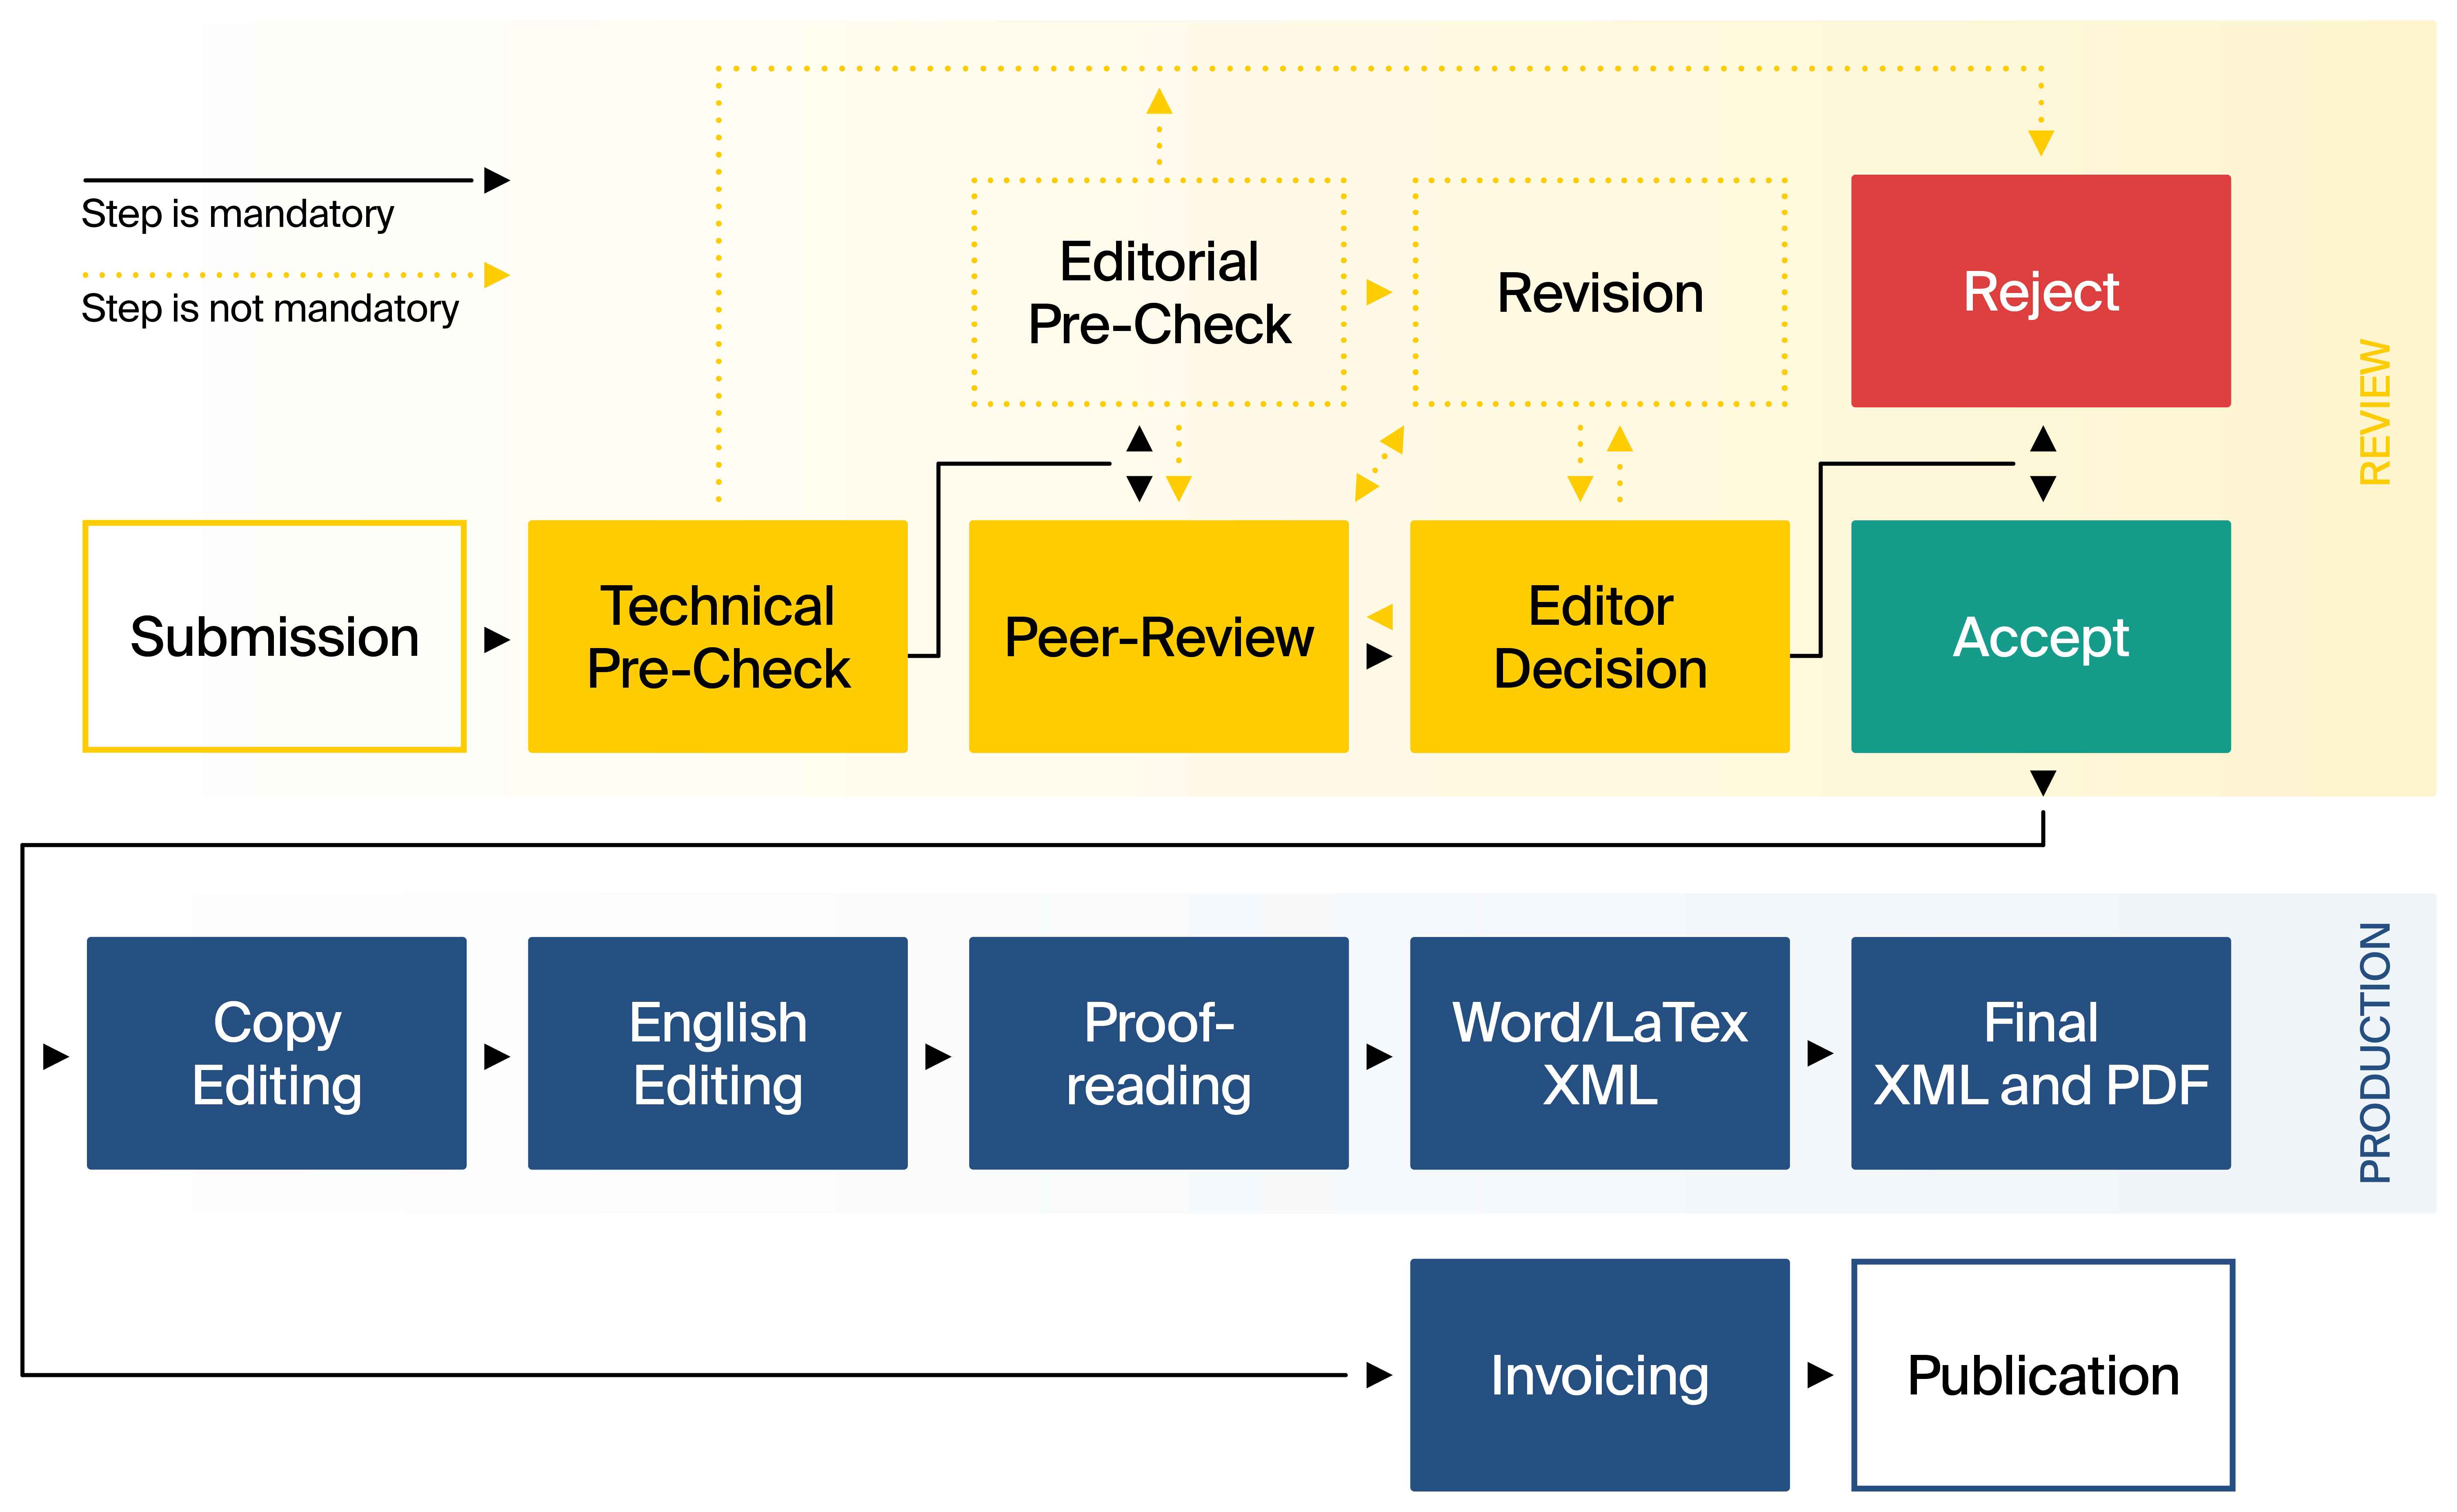 Step is mandatory
Step is not mandatory
Editorial
Pre-Check
Revision
Reject
REVIEW
Submission
Technical
Pre-Check
Peer-Review
Editor
Decision
Accept
Copy
Editing
English
Editing
Proof-
reading
Word/LaTex
XML
Final
XML and PDF
PRODUCTION
Invoicing
Publication